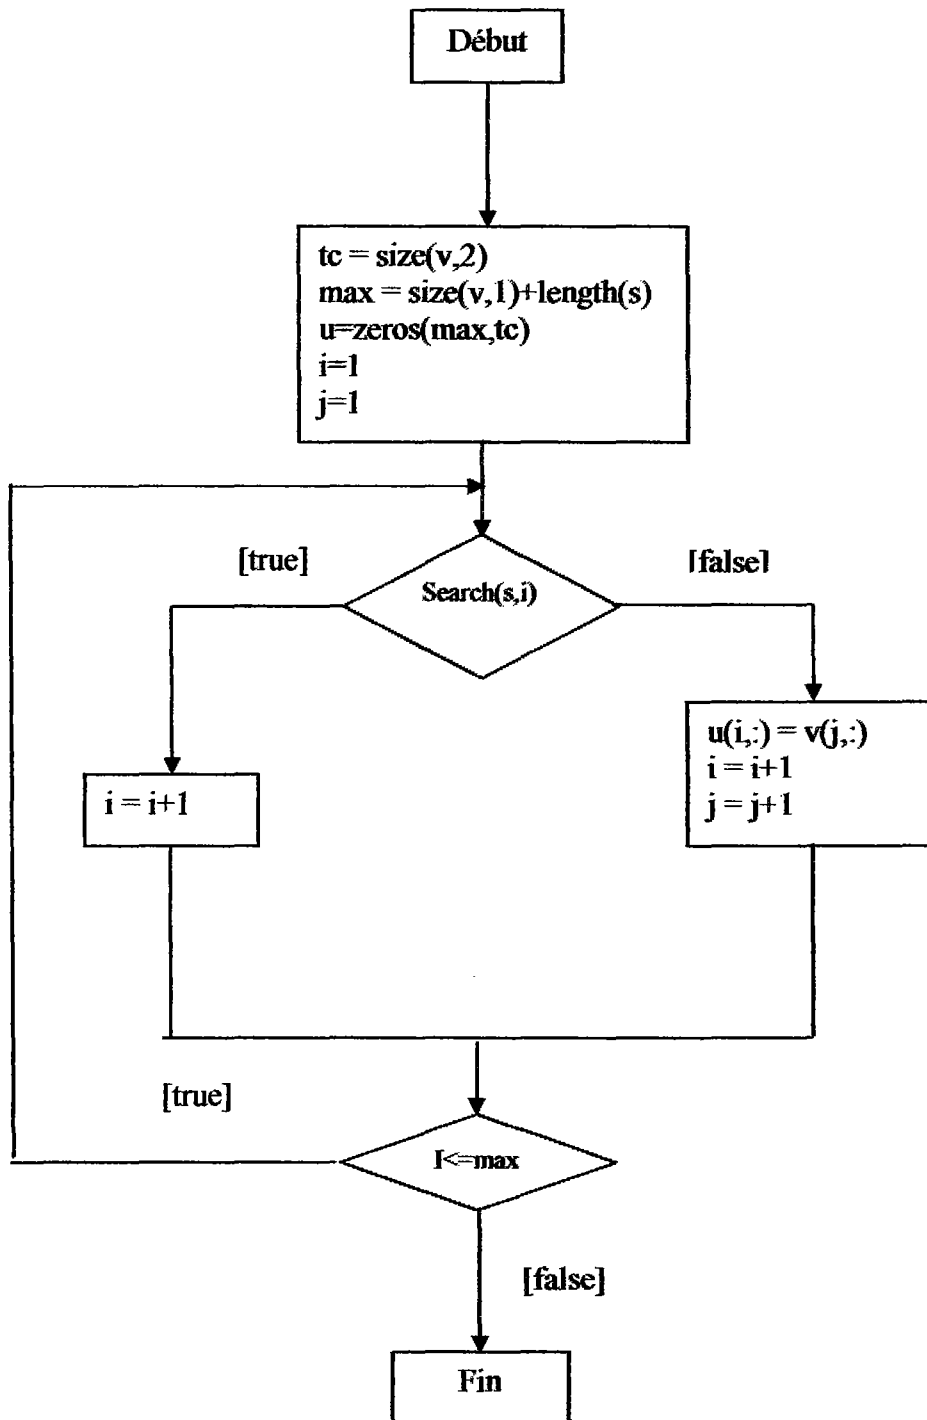 Début
tc = size(v,2)
max = size(v,1)+length(s)
u=zeros(max,tc)
i=1
j=1
[true]
[false]
Search(s,i)
u(i,:) = v(j,:)
i = i+1
j = j+1
i = i+1
[true]
I<=max
[false]
Fin